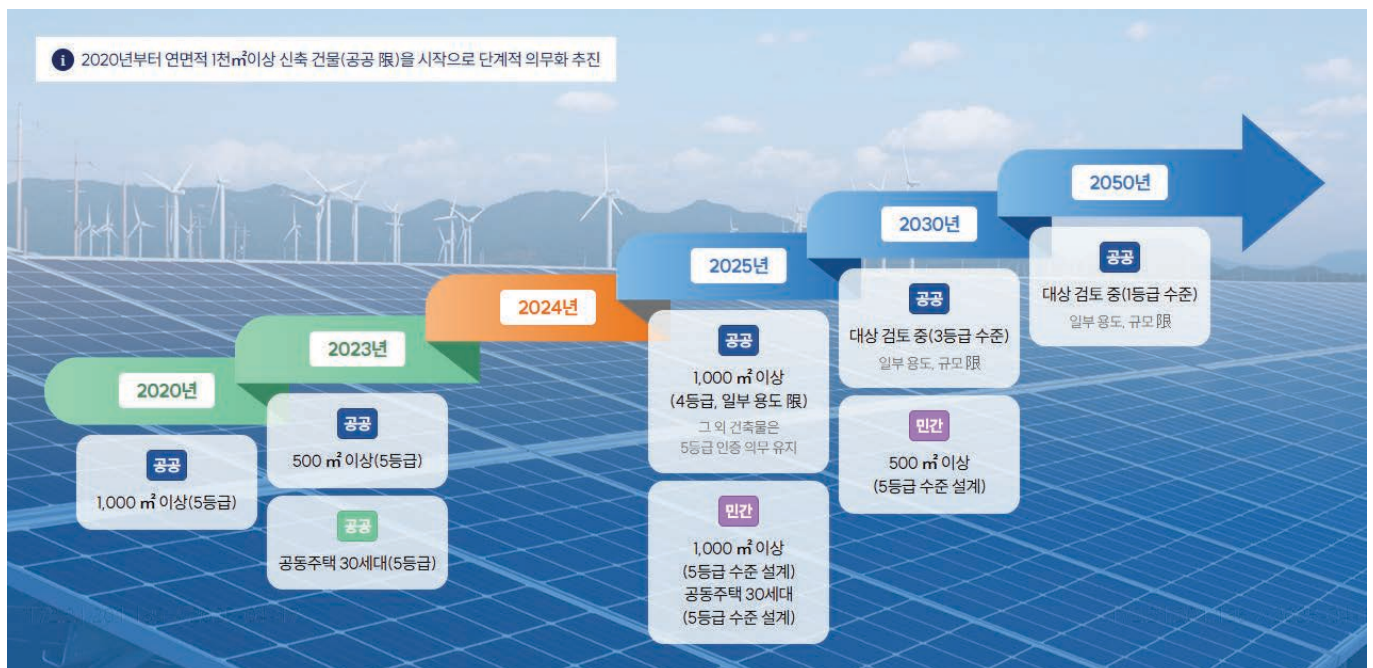 2020년부터 연면적 1천㎡이상 신축 건물(공공 限)을 시작으로 단계적 의무화 추진
2020년
공공
1,000 ㎡ 이상(5등급)
2023년
공공
500 ㎡ 이상(5등급)
공공
공동주택 30세대(5등급)
2024년
2025년
공공
1,000 ㎡ 이상
(4등급, 일부 용도 限)
그 외 건축물은
5등급 인증 의무 유지
민간
1,000 ㎡ 이상
(5등급 수준 설계)
공동주택 30세대
(5등급 수준 설계)
2030년
공공
대상 검토 중(3등급 수준)
일부 용도, 규모 限
민간
500 ㎡ 이상
(5등급 수준 설계)
2050년
공공
대상 검토 중(1등급 수준)
일부 용도, 규모 限